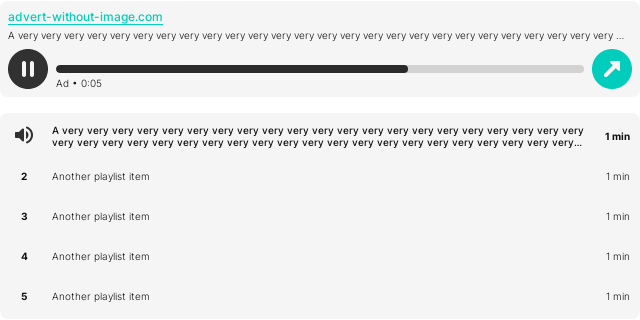 advert-without-image.com
A very very very very very very very very very very very very very very very very very very very very very very very very very very ...
Ad • 0:05
A very very very very very very very very very very very very very very very very very very very very very
very very very very very very very very very very very very very very very very very very very very very...
1 min
2 Another playlist item 1 min
3 Another playlist item 1 min
4 Another playlist item 1 min
5 Another playlist item 1 min